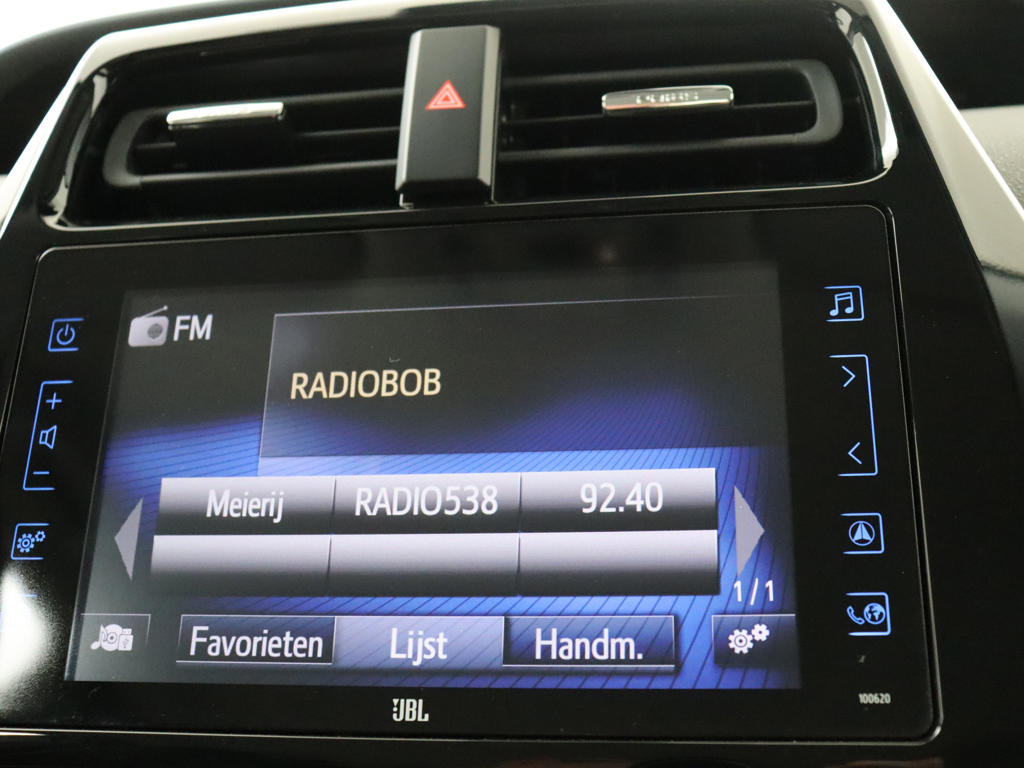 FM
RADIOBOB
Meierij RADIO538 92.40
1/1
Favorieten Lijst Handm.
JBL
100620